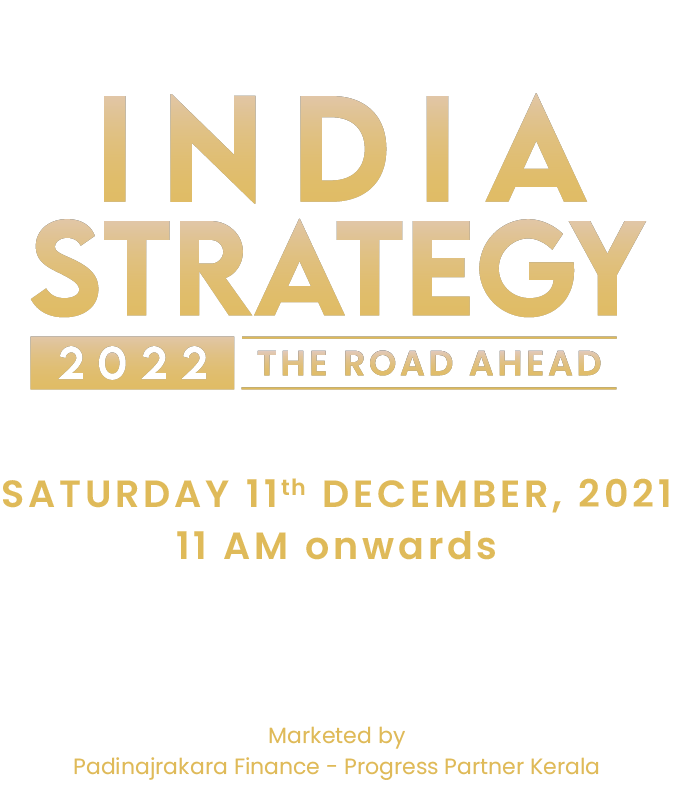 INDIA
STRATEGY
2022 THE ROAD AHEAD
SATURDAY 11th DECEMBER, 2021
11 AM onwards
Marketed by
Padinajrakara Finance - Progress Partner Kerala